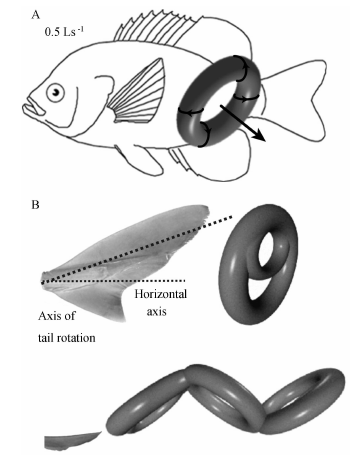 A
0.5 Ls⁻¹
B
Horizontal
axis
Axis of
tail rotation